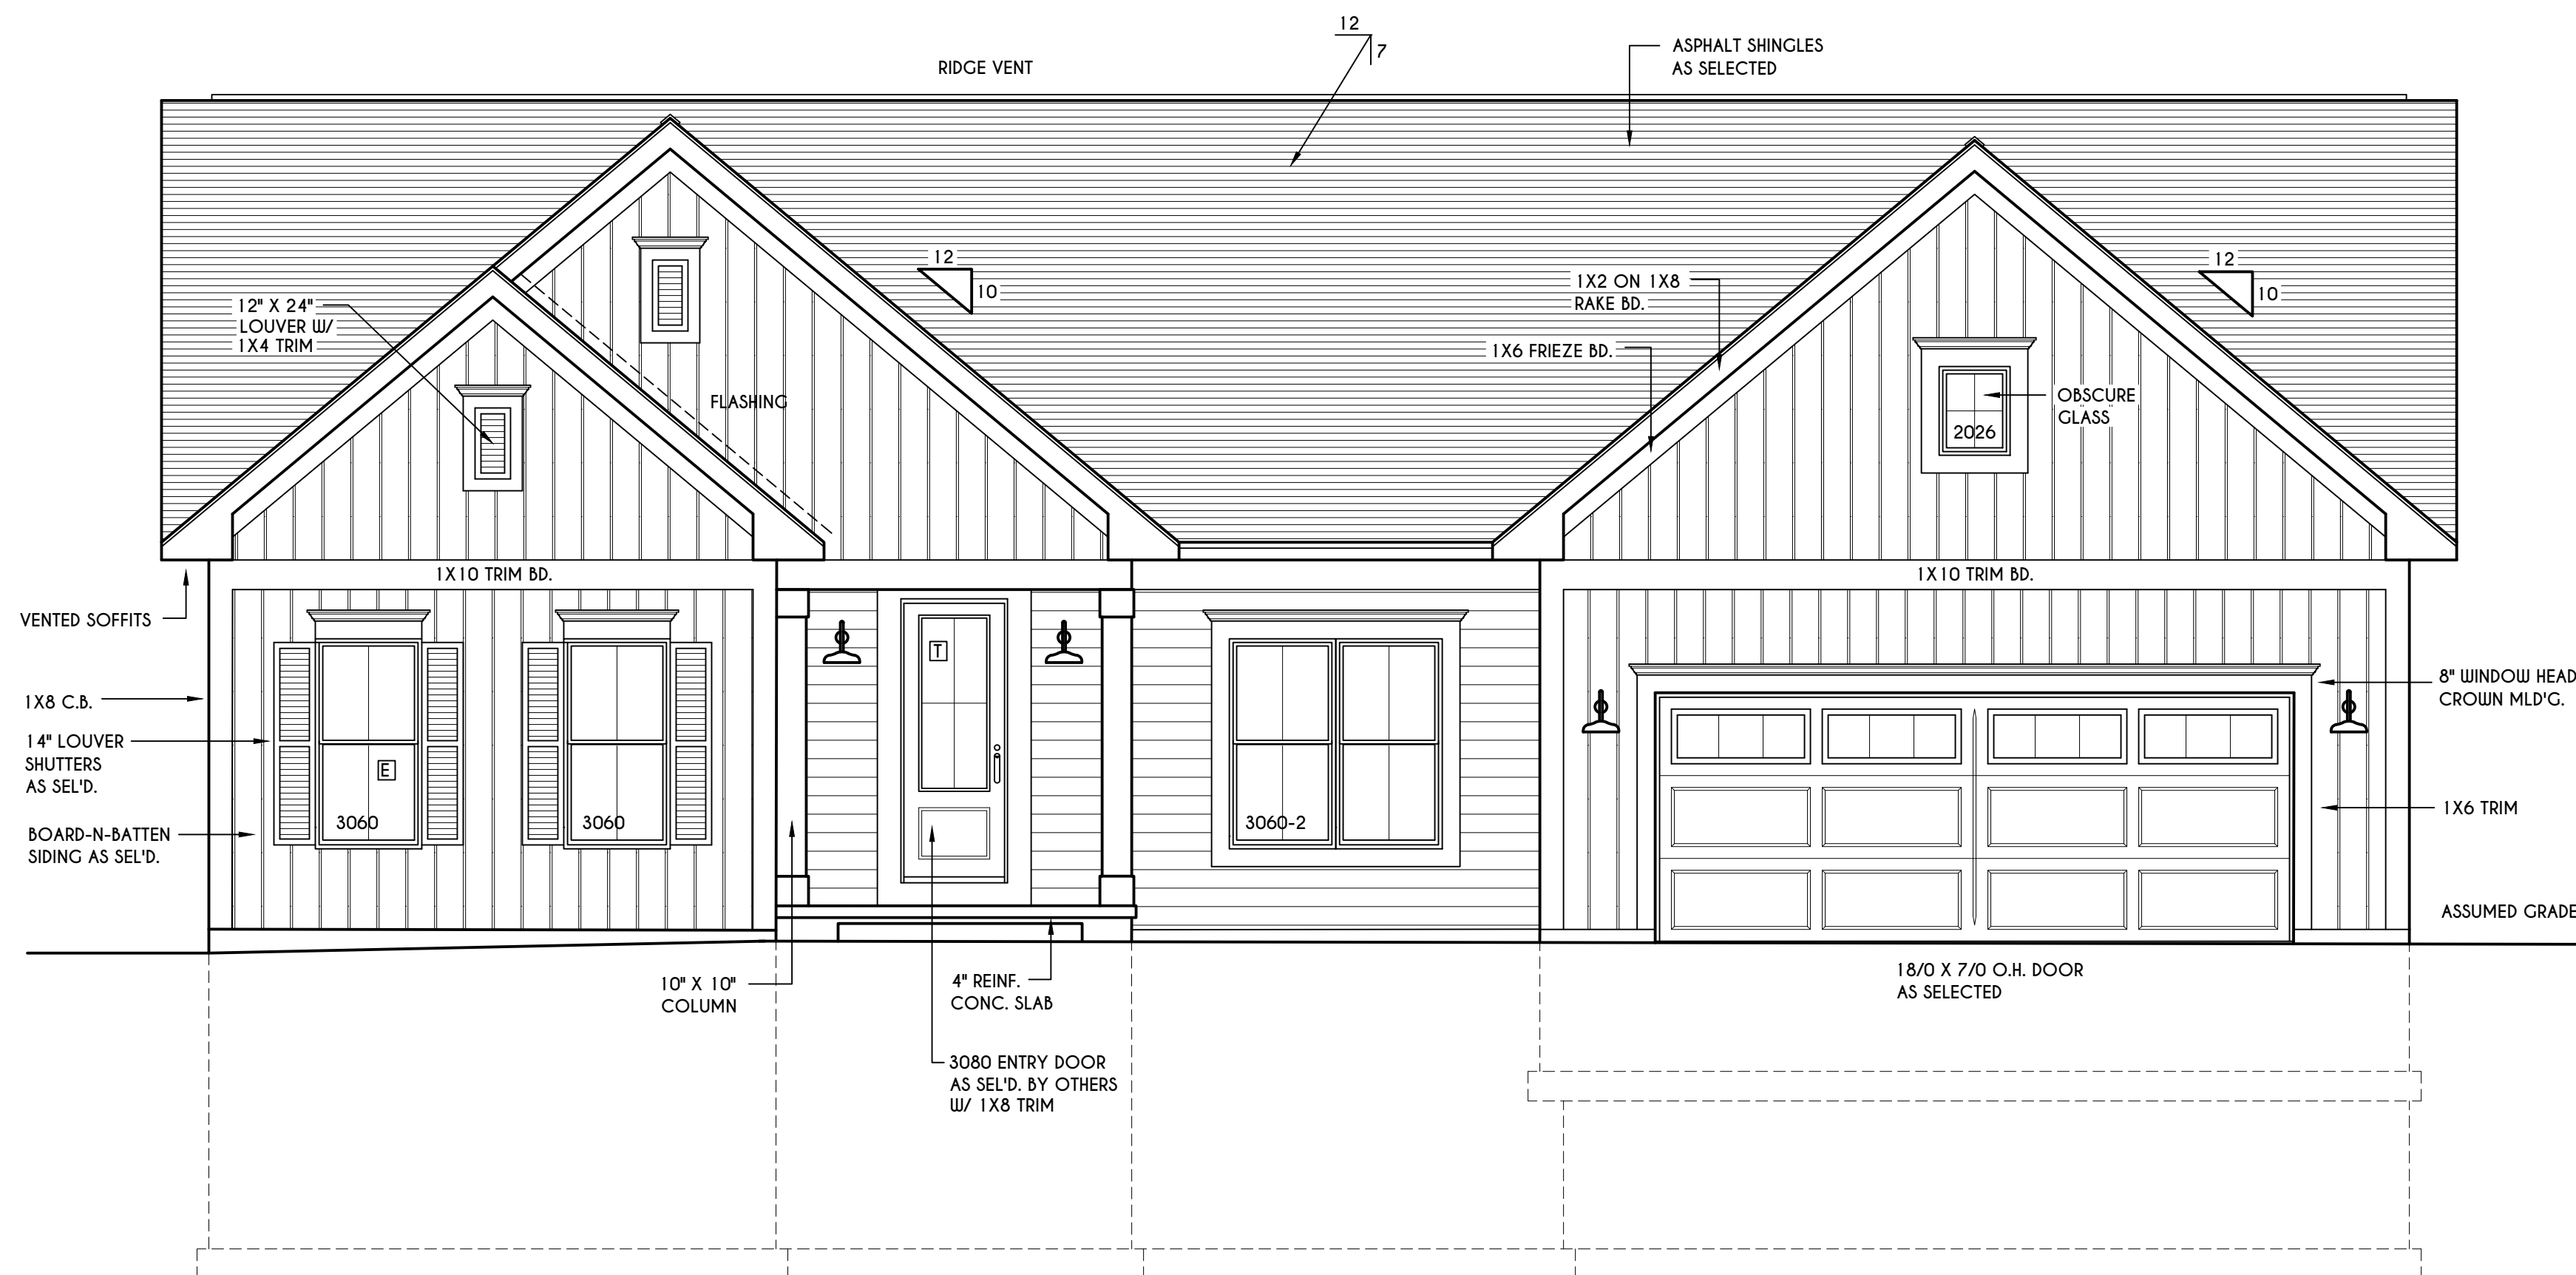 12
7
ASPHALT SHINGLES
AS SELECTED
RIDGE VENT
12
10
12
10
1X2 ON 1X8
RAKE BD.
12" X 24"
LOUVER W/
1X4 TRIM
1X6 FRIEZE BD.
FLASHING
OBSCURE
GLASS
2026
1X10 TRIM BD.
1X10 TRIM BD.
VENTED SOFFITS
T
8" WINDOW HEAD
CROWN MLD'G.
1X8 C.B.
14" LOUVER
SHUTTERS
AS SEL'D.
E
3060
3060
3060-2
1X6 TRIM
BOARD-N-BATTEN
SIDING AS SEL'D.
ASSUMED GRADE
10" X 10"
COLUMN
4" REINF.
CONC. SLAB
18/0 X 7/0 O.H. DOOR
AS SELECTED
3080 ENTRY DOOR
AS SEL'D. BY OTHERS
W/ 1X8 TRIM